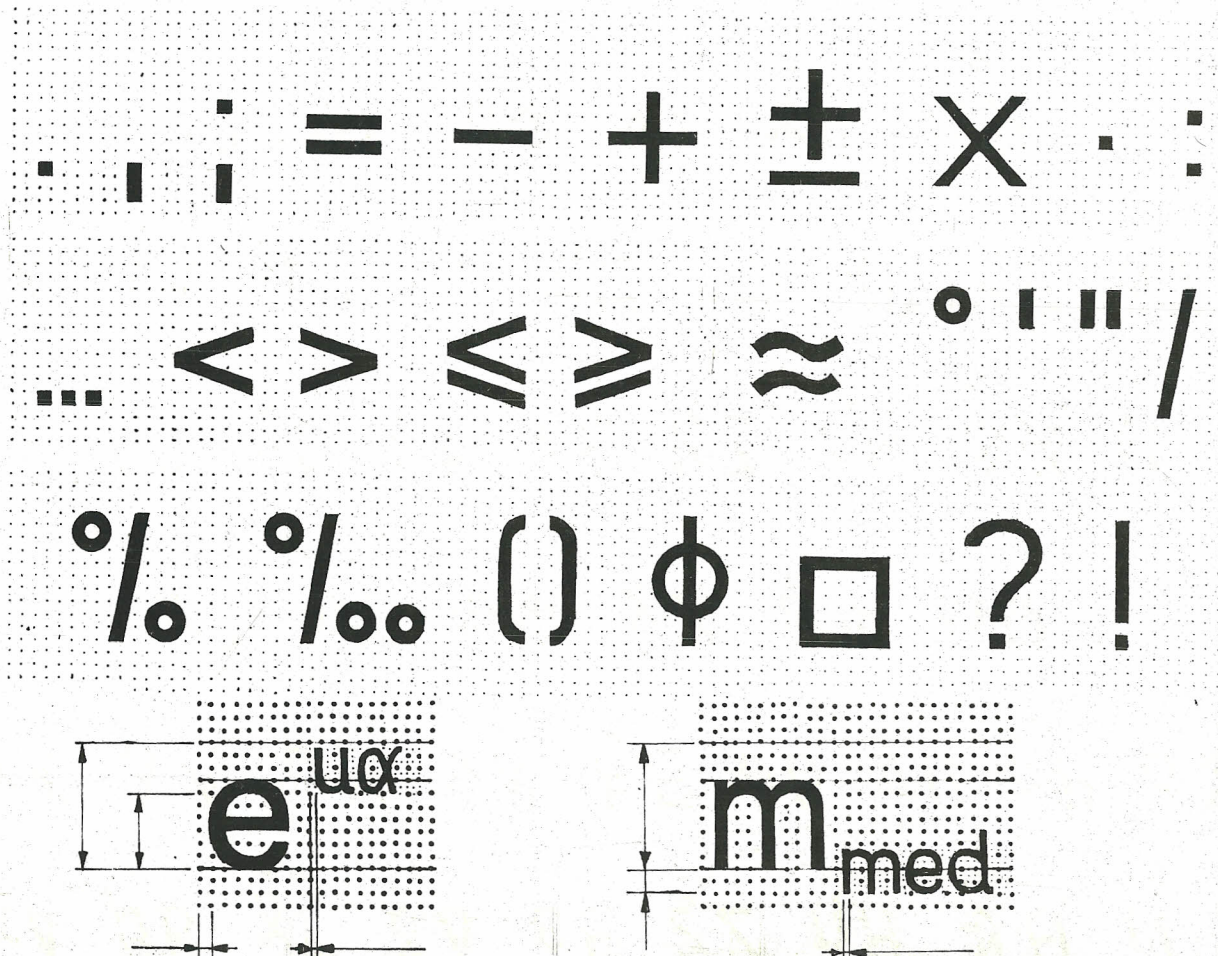 . , ; = − + ± × · :
... < > ≤ ≥ ≈ ° ' " /
% ‰ ( ) ϕ □ ? !
e^uα m_med